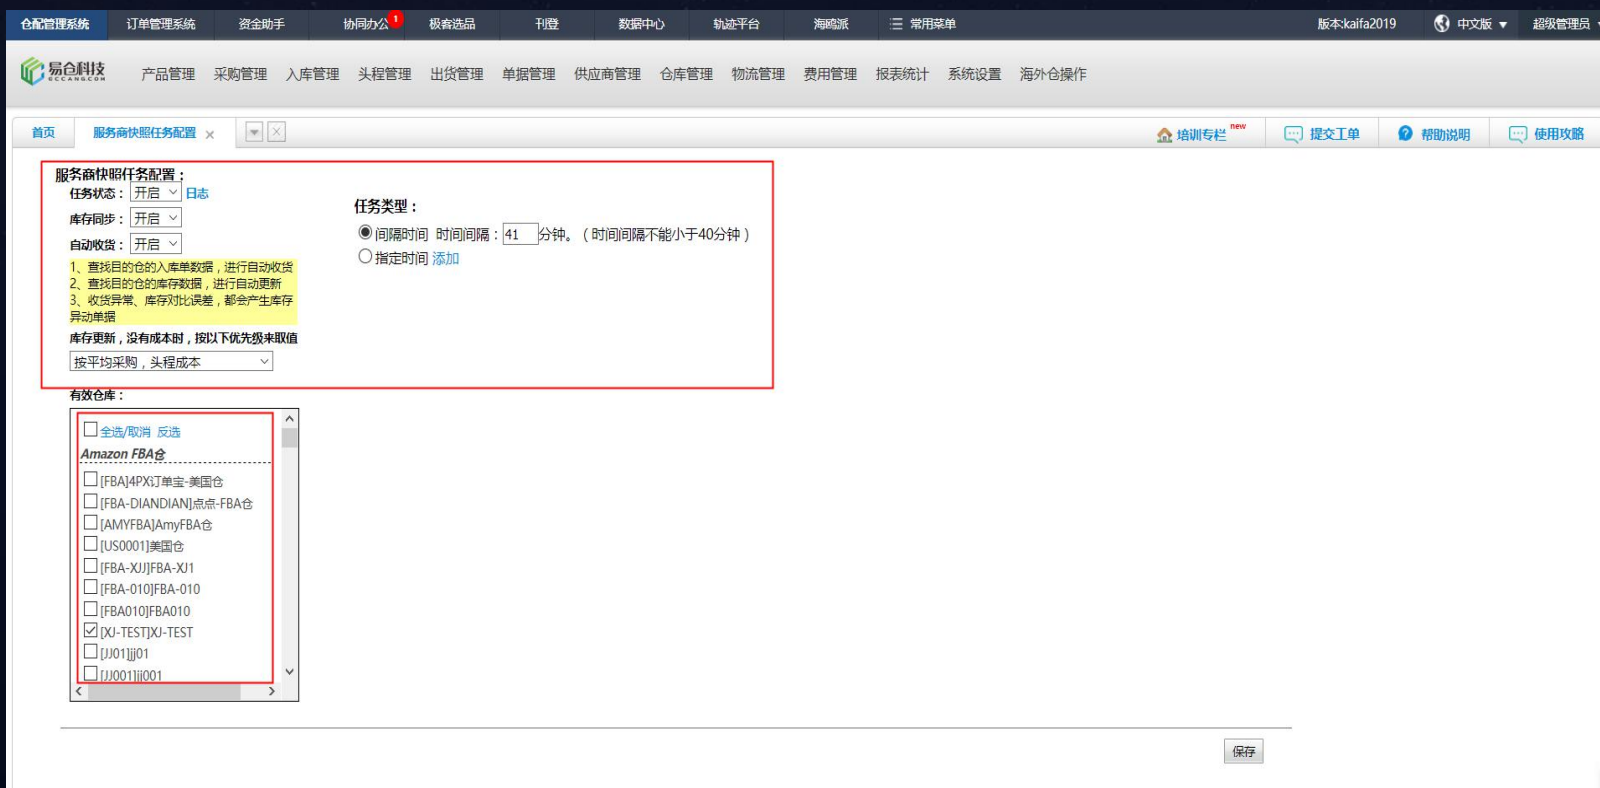 仓配管理系统 订单管理系统 资金助手 协同办公 1 极客选品 刊登 数据中心 轨迹平台 海鸥派 常用菜单 版本:kaifa2019 中文版 超级管理员
易仓科技 产品管理 采购管理 入库管理 头程管理 出货管理 单据管理 供应商管理 仓库管理 物流管理 费用管理 报表统计 系统设置 海外仓操作
ECCANG.COM
首页 服务商快照任务配置 培训专栏 new 提交工单 帮助说明 使用攻略
服务商快照任务配置：
任务状态： 开启 日志
库存同步： 开启
自动收货： 开启
1、查找目的仓的入库单数据，进行自动收货
2、查找目的仓的库存数据，进行自动更新
3、收货异常、库存对比误差，都会产生库存
异动单据
库存更新，没有成本时，按以下优先级来取值
按平均采购，头程成本
任务类型：
间隔时间 时间间隔：41 分钟。（时间间隔不能小于40分钟）
指定时间 添加
有效仓库：
全选/取消 反选
Amazon FBA仓
[FBA]4PX订单宝-美国仓
[FBA-DIANDIAN]点点-FBA仓
[AMYFBA]AmyFBA仓
[US0001]美国仓
[FBA-XJJ]FBA-XJ1
[FBA-010]FBA-010
[FBA010]FBA010
[XJ-TEST]XJ-TEST
[JJ01]jj01
[JJ001]jj001
保存